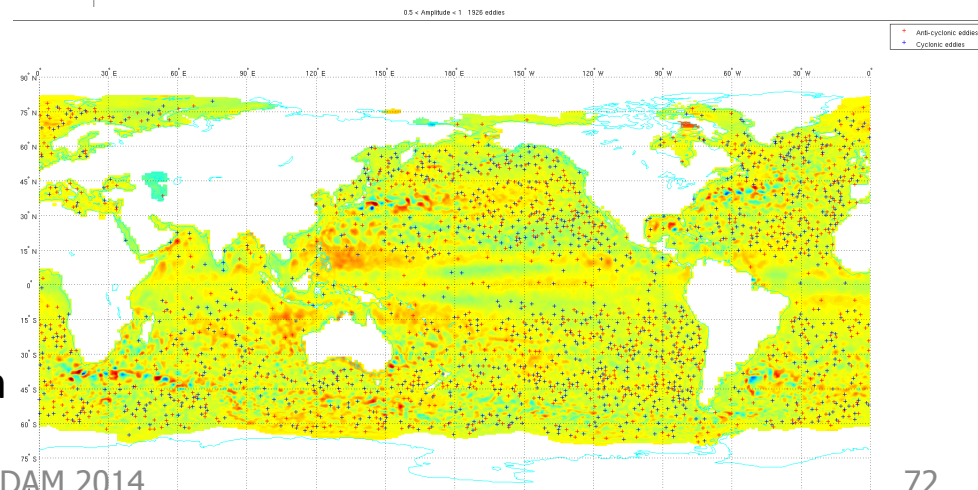 0.5 < Amplitude < 1 1926 eddies
+ Anti-cyclonic eddies
+ Cyclonic eddies
0° 30° E 60° E 90° E 120° E 150° E 180° W 150° W 120° W 90° W 60° W 30° W 0°
90° N
75° N
60° N
45° N
30° N
15° N
0°
15° S
30° S
45° S
60° S
75° S
n
DAM 2014
72